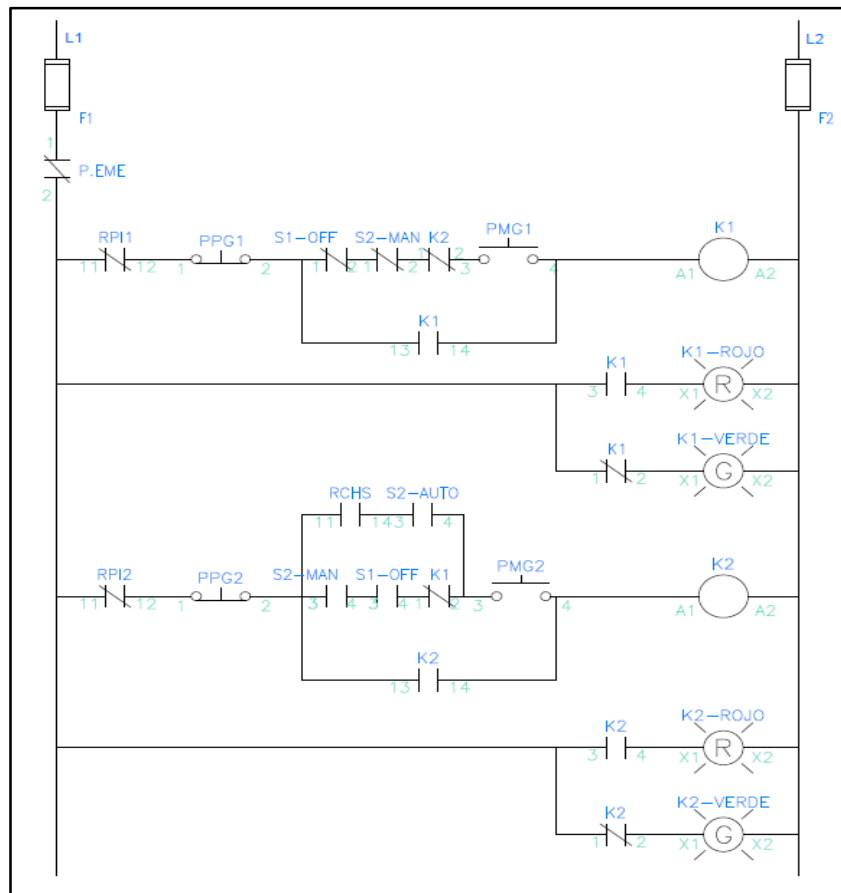 L1 L2
F1 F2
1
P.EME
2
RPI1 PPG1 S1-OFF S2-MAN K2 PMG1 K1
11 12 1 2 1 2 1 2 1 2 3 4 A1 A2
K1
13 14
K1 K1-ROJO
3 4 X1 R X2
K1 K1-VERDE
1 2 X1 G X2
RCHS S2-AUTO
11 14 3 4
RPI2 PPG2 S2-MAN S1-OFF K1 PMG2 K2
11 12 1 2 3 4 3 4 1 2 3 4 A1 A2
K2
13 14
K2 K2-ROJO
3 4 X1 R X2
K2 K2-VERDE
1 2 X1 G X2